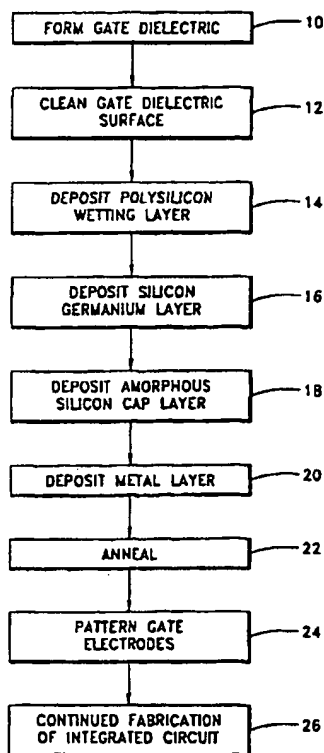 FORM GATE DIELECTRIC
10
CLEAN GATE DIELECTRIC
SURFACE
12
DEPOSIT POLYSILICON
WETTING LAYER
14
DEPOSIT SILICON
GERMANIUM LAYER
16
DEPOSIT AMORPHOUS
SILICON CAP LAYER
18
DEPOSIT METAL LAYER
20
ANNEAL
22
PATTERN GATE
ELECTRODES
24
CONTINUED FABRICATION
OF INTEGRATED CIRCUIT
26